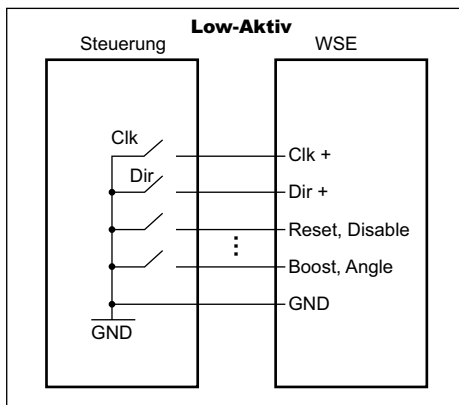 Low-Aktiv
Steuerung WSE
Clk
Clk +
Dir
Dir +
Reset, Disable
Boost, Angle
GND
GND